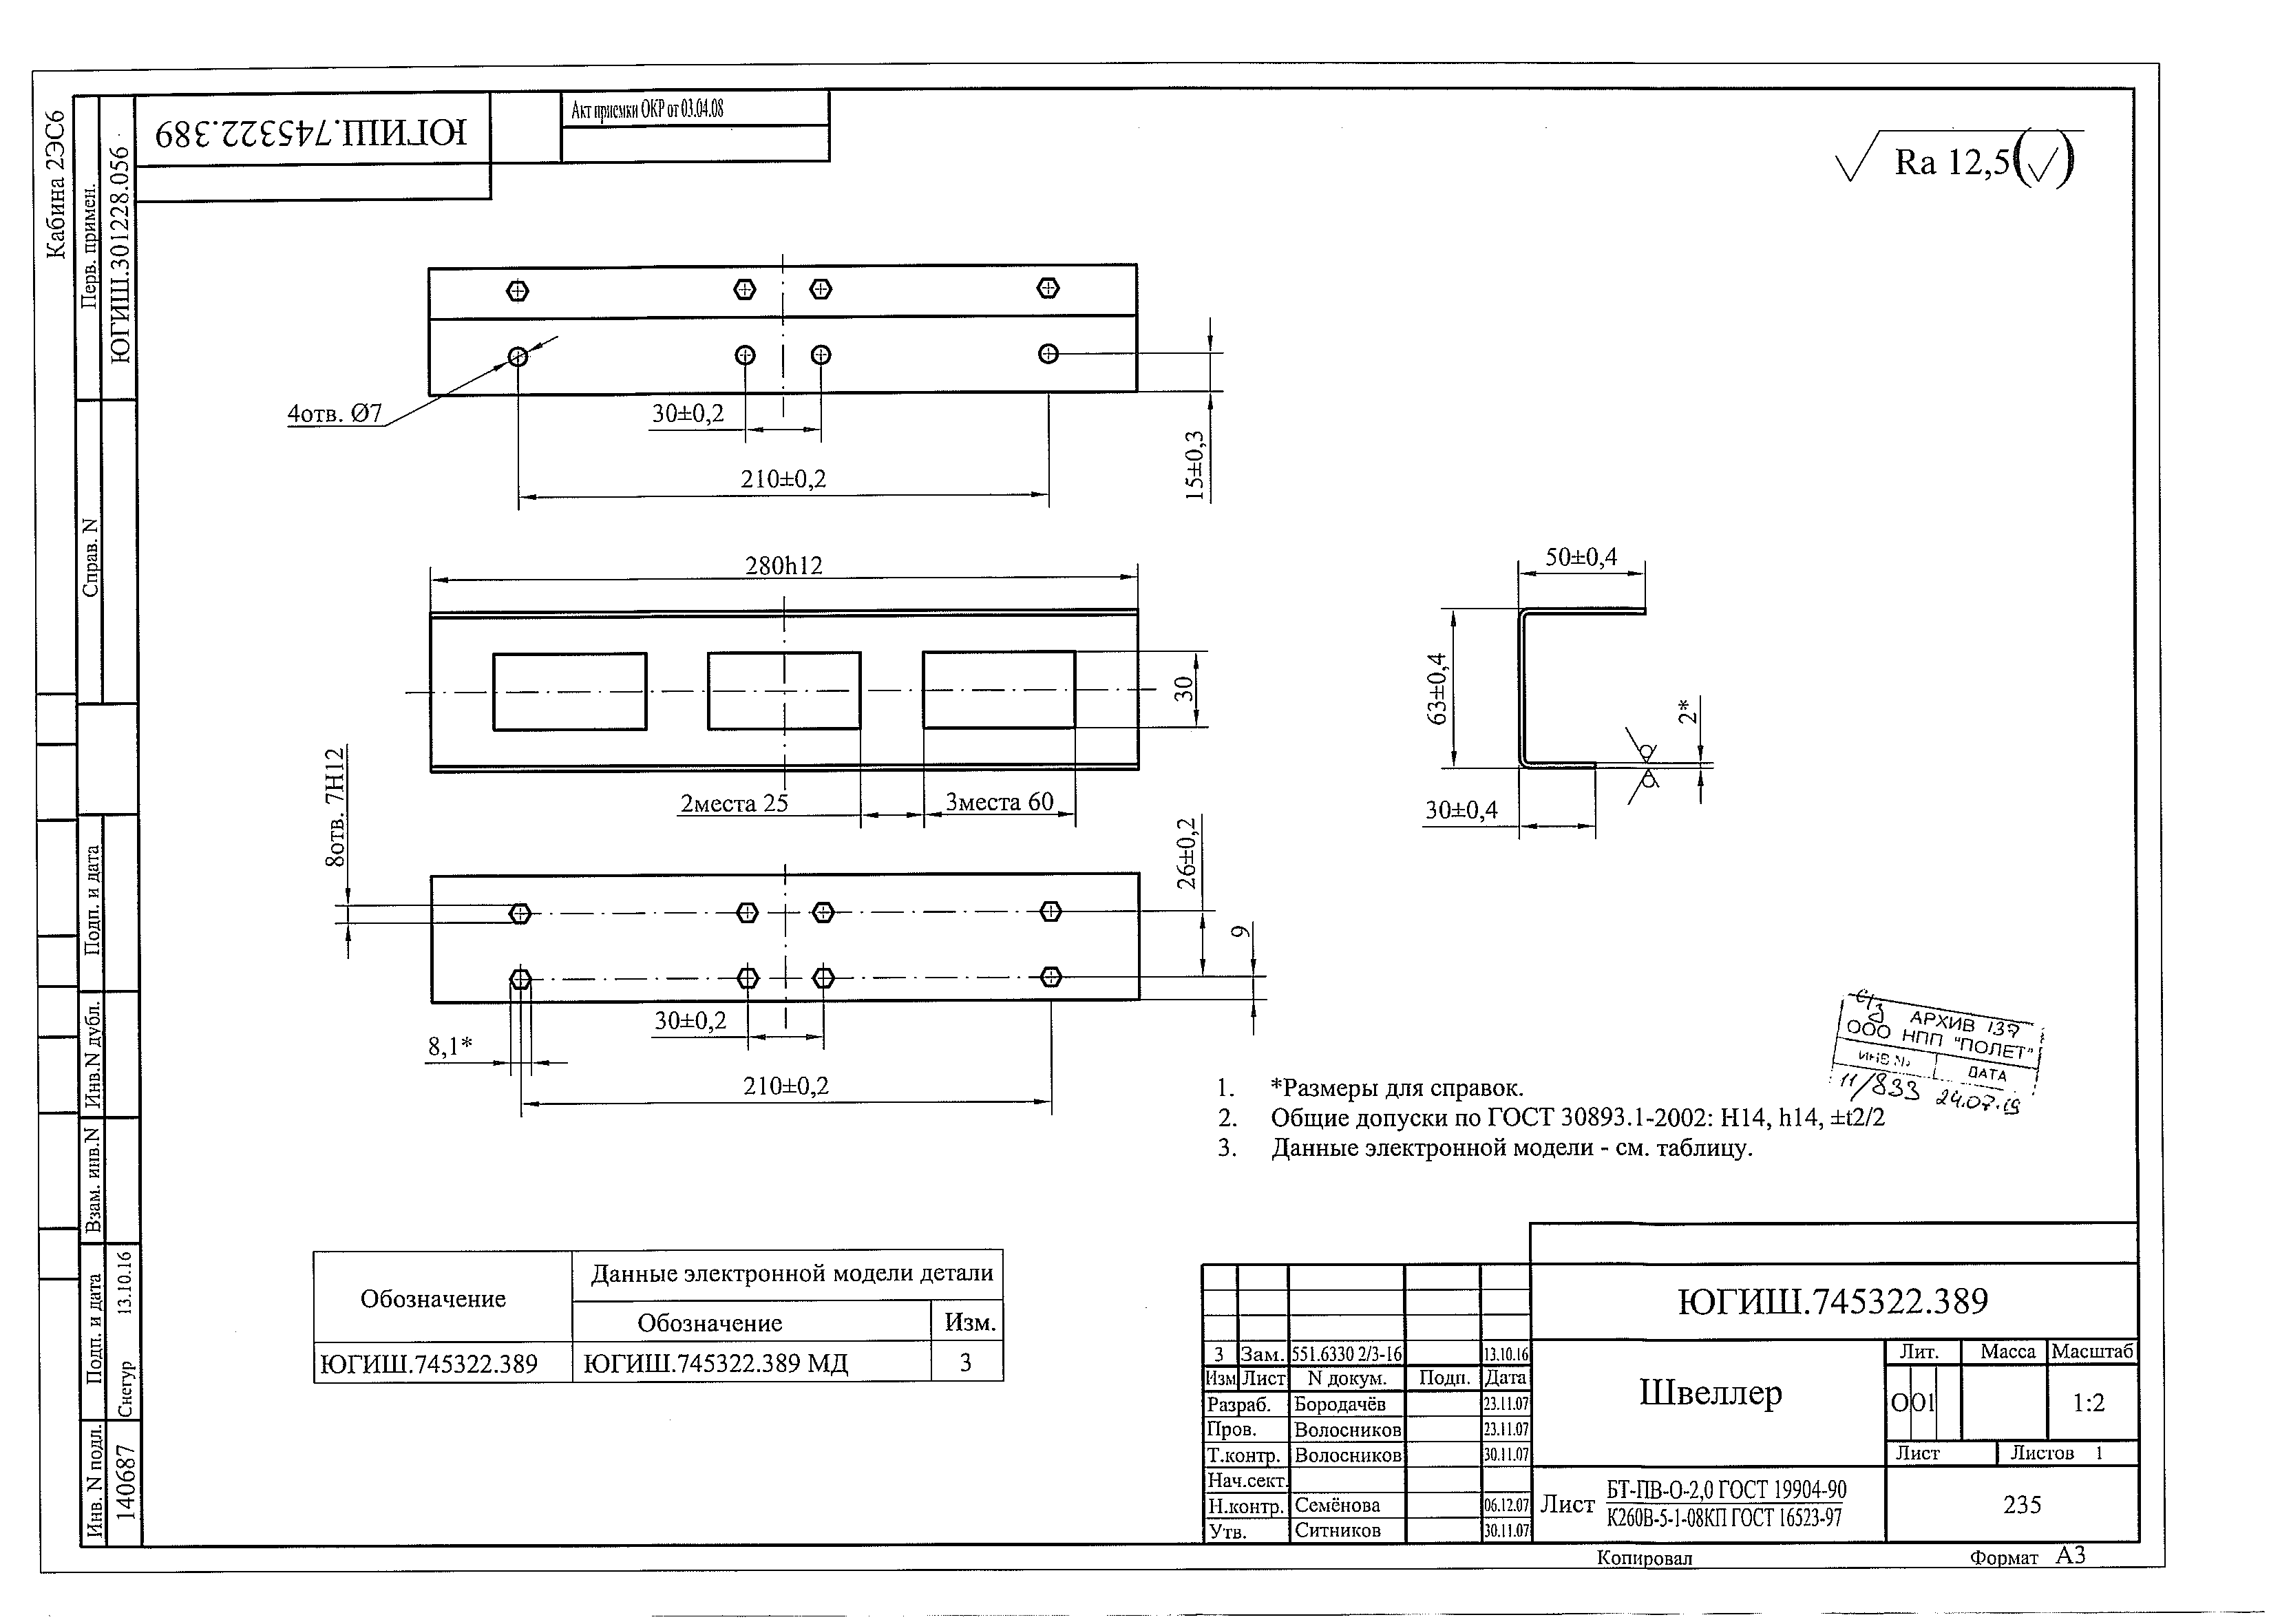 Кабина 2ЭС6
Перв. примен.
ЮГИШ.301228.056
Справ. N
Подп. и дата
Инв.N дубл.
Взам. инв.N
Подп. и дата
Снегур 13.10.16
Инв. N подл.
140687
ЮГИШ.745322.389
Акт приемки ОКР от 03.04.08
Ra 12,5(√)
4отв. Ø7
30±0,2
210±0,2
15±0,3
280h12
30
2места 25
3места 60
50±0,4
63±0,4
2*
30±0,4
8отв. 7H12
26±0,2
9
30±0,2
8,1*
210±0,2
АРХИВ 137
ООО НПП "ПОЛЕТ"
ИНВ.№ ДАТА
11/833 24.07.19
1. *Размеры для справок.
2. Общие допуски по ГОСТ 30893.1-2002: H14, h14, ±t2/2
3. Данные электронной модели - см. таблицу.
Обозначение
Данные электронной модели детали
Обозначение Изм.
ЮГИШ.745322.389 ЮГИШ.745322.389 МД 3
ЮГИШ.745322.389
3 Зам. 551.6330 2/3-16 13.10.16
Изм Лист N докум. Подп. Дата
Разраб. Бородачёв 23.11.07
Пров. Волосников 23.11.07
Т.контр. Волосников 30.11.07
Нач.сект.
Н.контр. Семёнова 06.12.07
Утв. Ситников 30.11.07
Швеллер
Лит. Масса Масштаб
О О1 1:2
Лист Листов 1
Лист БТ-ПВ-О-2,0 ГОСТ 19904-90
К260В-5-1-08КП ГОСТ 16523-97
235
Копировал Формат А3